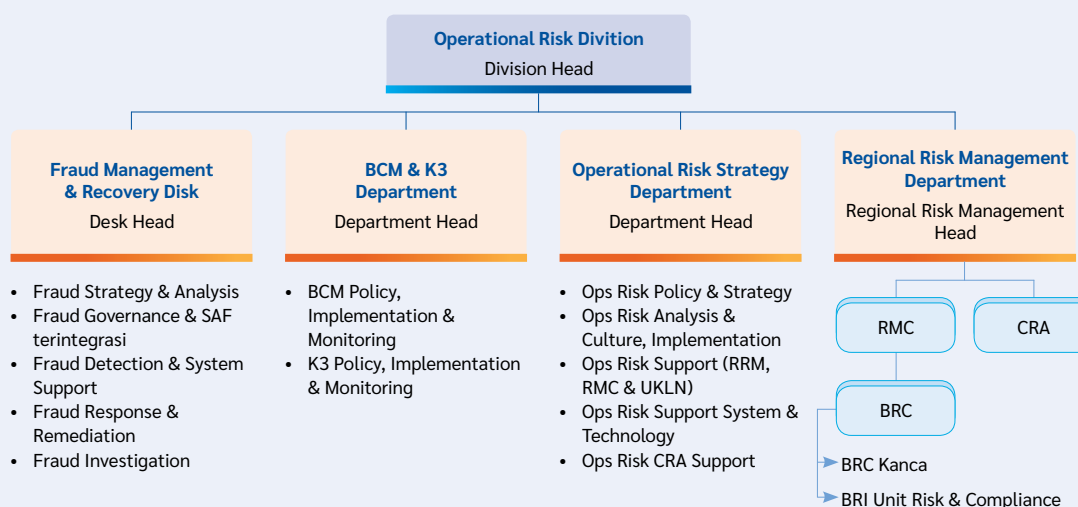 Operational Risk Divition
Division Head
Fraud Management
& Recovery Disk
Desk Head
• Fraud Strategy & Analysis
• Fraud Governance & SAF
terintegrasi
• Fraud Detection & System
Support
• Fraud Response &
Remediation
• Fraud Investigation
BCM & K3
Department
Department Head
• BCM Policy,
Implementation &
Monitoring
• K3 Policy, Implementation
& Monitoring
Operational Risk Strategy
Department
Department Head
• Ops Risk Policy & Strategy
• Ops Risk Analysis &
Culture, Implementation
• Ops Risk Support (RRM,
RMC & UKLN)
• Ops Risk Support System &
Technology
• Ops Risk CRA Support
Regional Risk Management
Department
Regional Risk Management
Head
RMC
CRA
BRC
BRC Kanca
BRI Unit Risk & Compliance